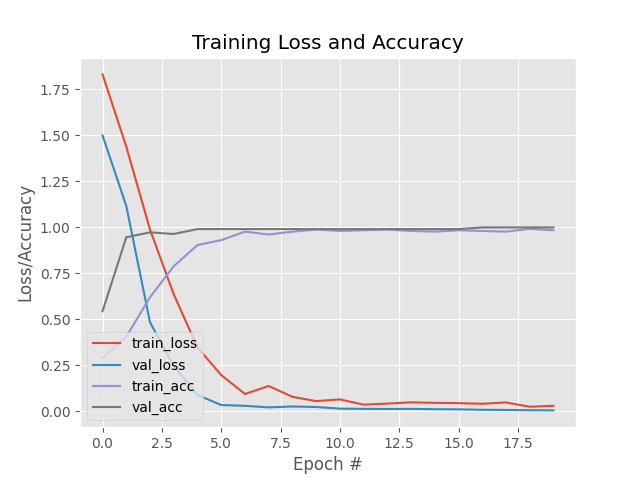 Training Loss and Accuracy
1.75
1.50
1.25
1.00
0.75
0.50
0.25
0.00
Loss/Accuracy
train_loss
val_loss
train_acc
val_acc
0.0 2.5 5.0 7.5 10.0 12.5 15.0 17.5
Epoch #